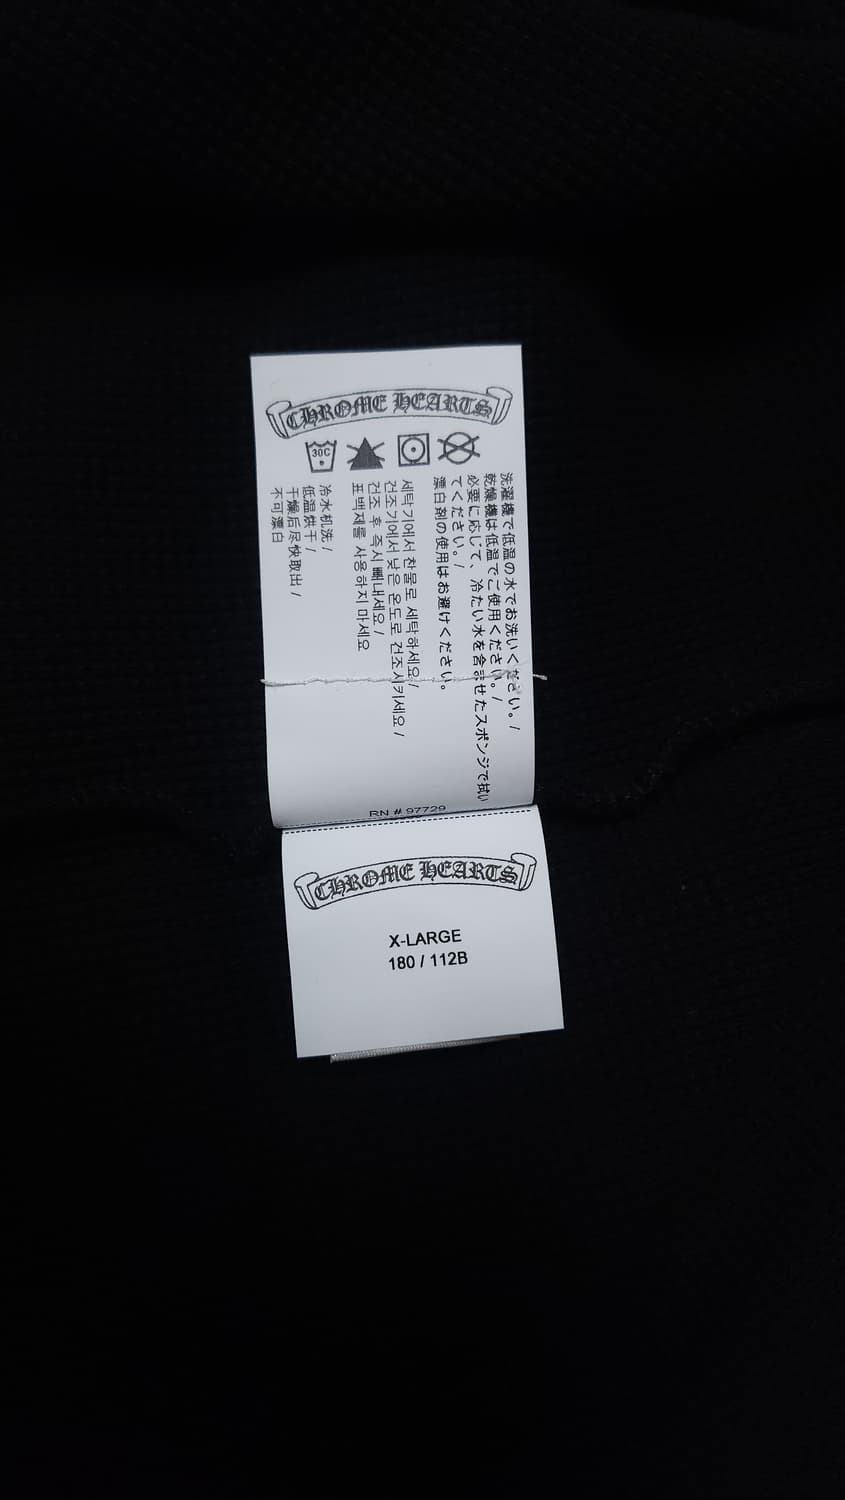 CHROME HEARTS
30C
洗濯機で低温の水でお洗いください。/
乾燥機は低温でご使用ください。/
必要に応じて、冷たい水を含ませたスポンジで拭い
てください。/
漂白剤の使用はお避けください。
세탁기에서 찬물로 세탁하세요 /
건조기에서 낮은 온도로 건조시키세요 /
건조 후 즉시 빼내세요 /
표백제를 사용하지 마세요
冷水机洗 /
低温烘干 /
干燥后尽快取出 /
不可漂白
RN # 97729
CHROME HEARTS
X-LARGE
180 / 112B